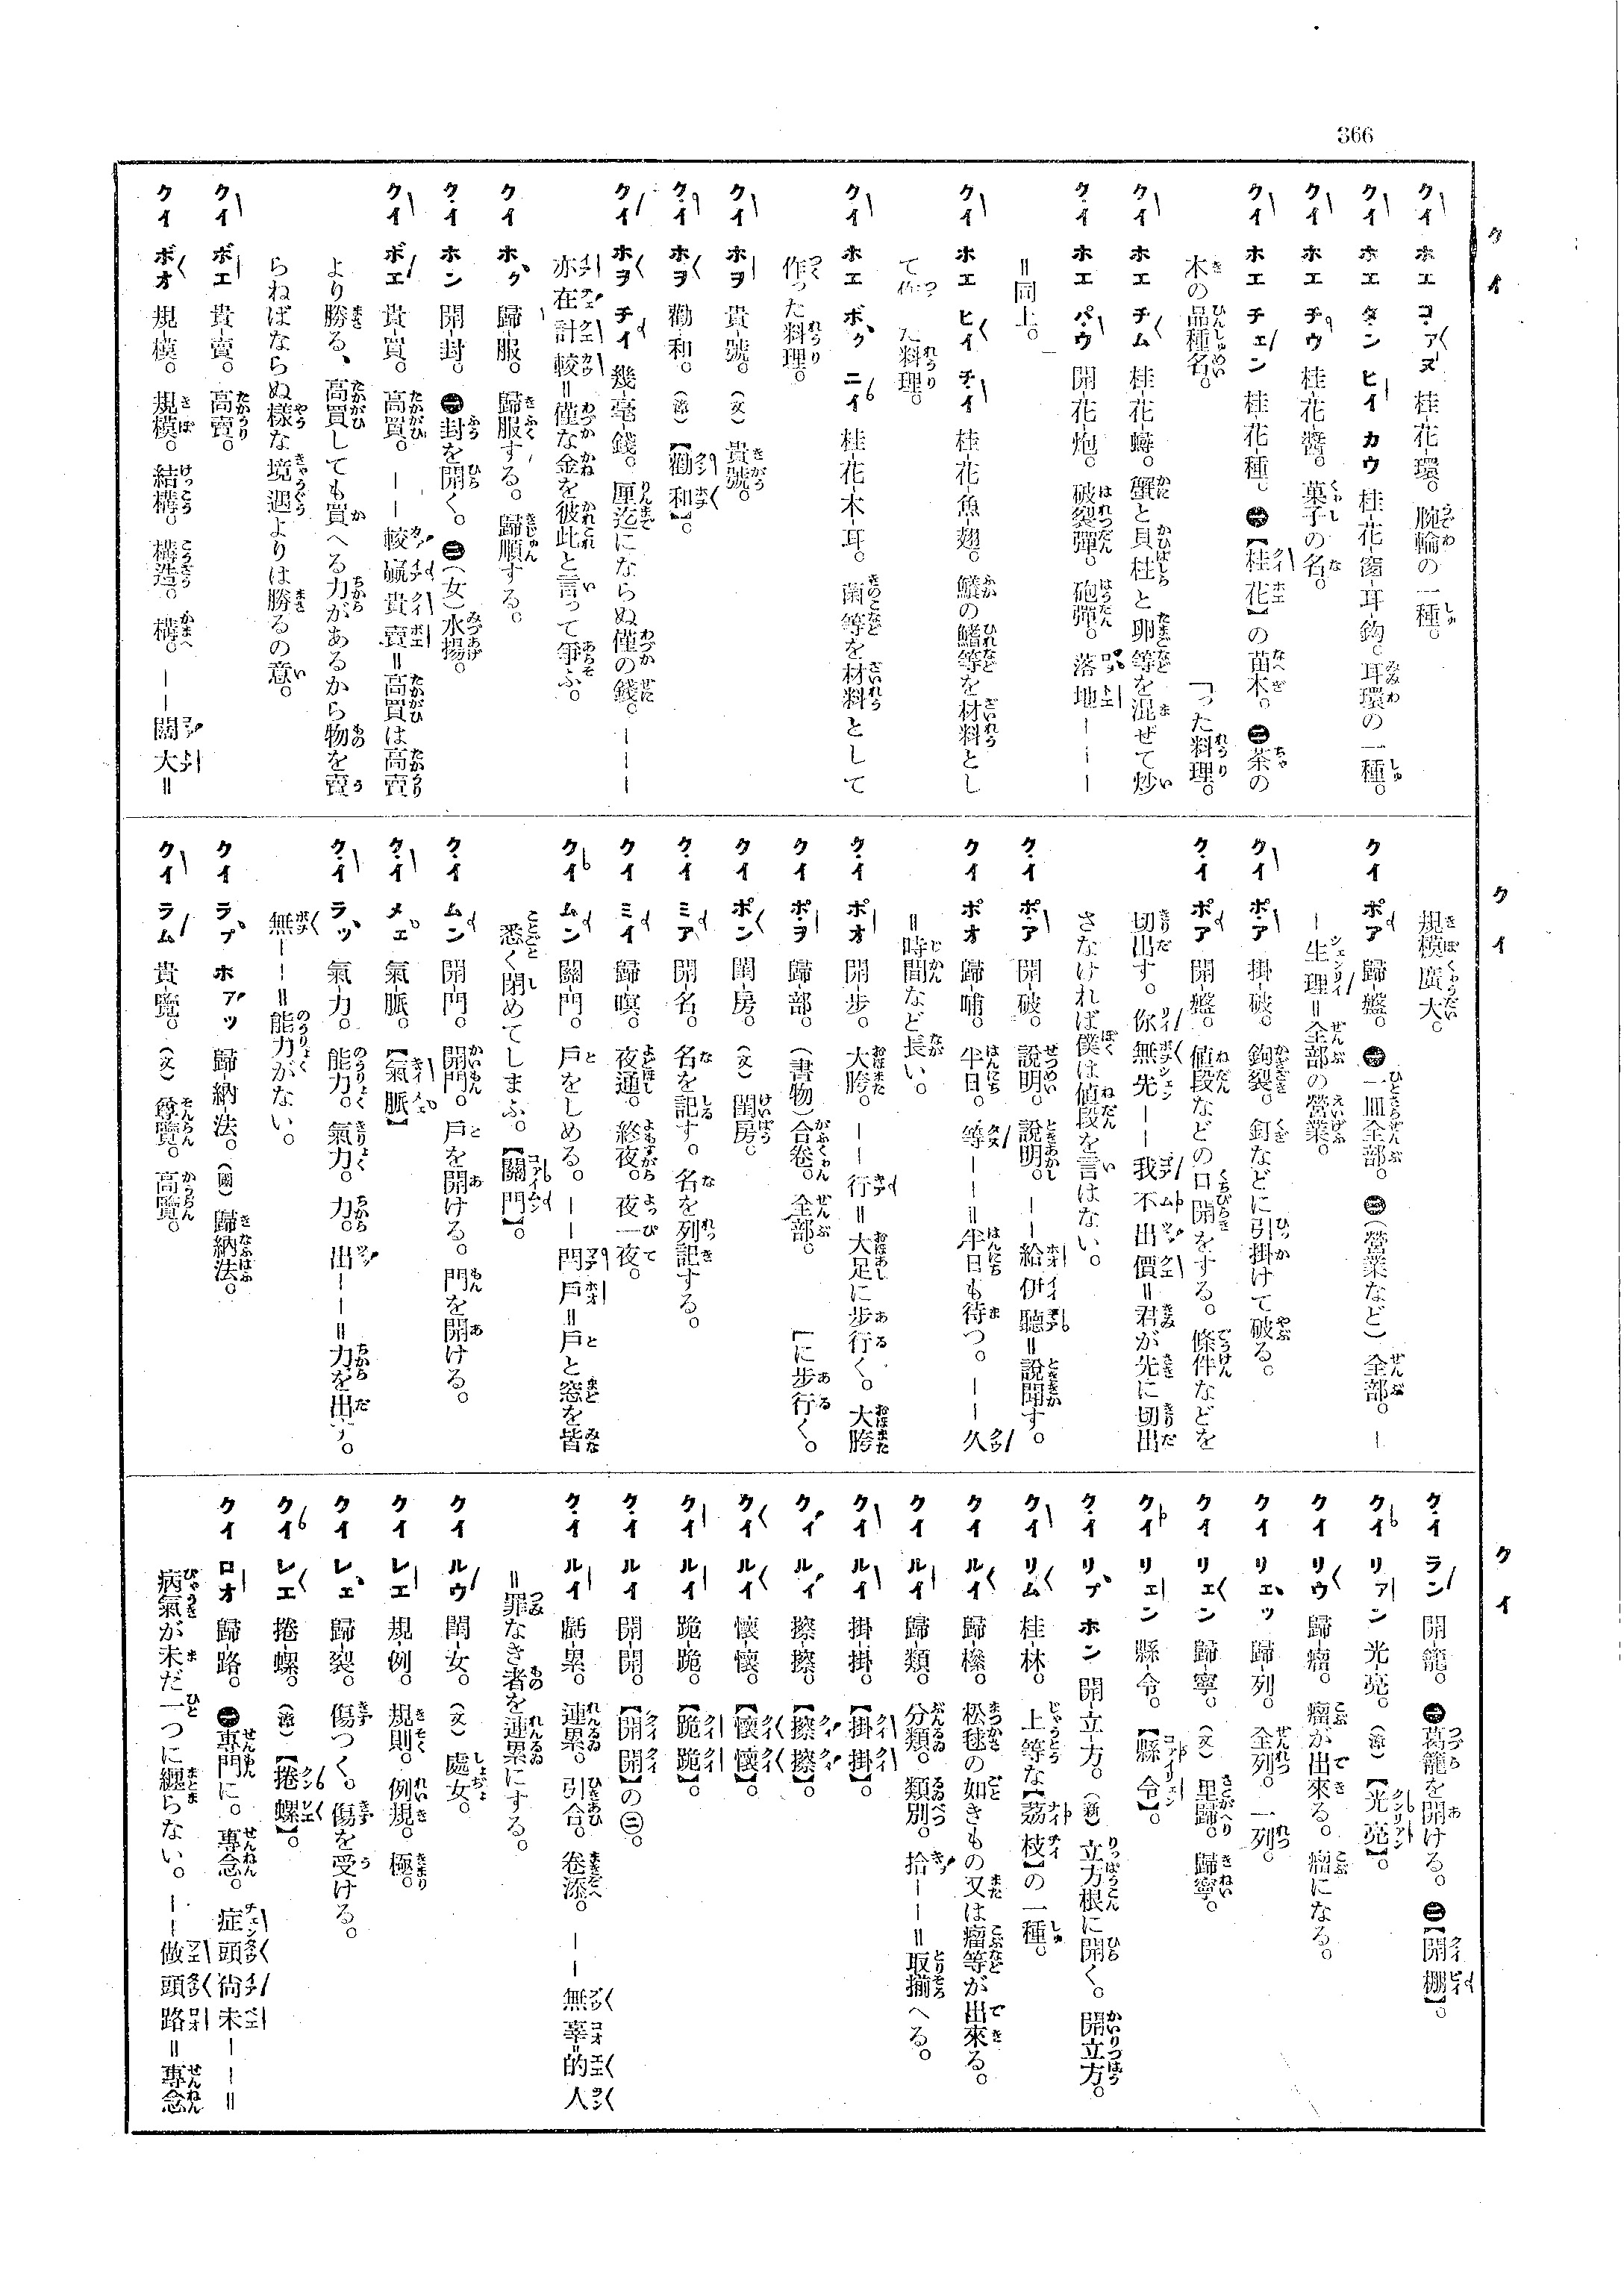 366
クイ
クイ ホエ コアヌ 桂-花-環。腕輪の一種。
クイ ホエ タン ヒイ カウ 桂-花-窟-耳-鈎。耳環の一種。
クイ ホエ チウ 桂-花-醬。菓子の名。
クイ ホエ チェン 桂-花-種。㊀【桂花】の苗木。㊁茶の
木の品種名。
「った料理。
クイ ホエ チム 桂-花-蟳。蟹と貝柱と卵等を混ぜて炒
クイ ホエ パウ 開-花-炮。破裂彈。砲彈。落地———
=同上。
クイ ホエ ヒイ チイ 桂-花-魚-翅。鱶の鰭等を材料とし
て作った料理。
クイ ホエ ボク ニイ 桂-花-木-耳。菌等を材料として
作った料理。
クイ ホヲ 貴-號。(文)貴號。
クイ ホヲ 勸-和。(漳)【勸和】。
クイ ホヲ チイ 幾-毫-錢。厘迄にならぬ僅の錢。———
亦在計較=僅な金を彼此と言って爭ふ。
クイ ホク 歸-服。歸服する。歸順する。
クイ ホン 開-封。㊀封を開く。㊁(女)水揚。
クイ ボエ 貴-買。高買。——較贏貴賣=高買は高賣
より勝る、高買しても買へる力があるから物を賣
らねばならぬ樣な境遇よりは勝るの意。
クイ ボエ 貴-賣。高賣。
クイ ボオ 規-模。規模。結構。構造。構。——濶大=
クイ
規模廣大。
クイ ポア 歸-盤。㊀一皿全部。㊁(營業など)全部。—
—生理=全部の營業。
クイ ポア 掛-破。鉤裂。釘などに引掛けて破る。
クイ ポア 開-盤。値段などの口開をする。條件などを
切出す。你無先——我不出價=君が先に切出
さなければ僕は値段を言はない。
クイ ポア 開-破。說明。說明。——給伊聽=說聞す。
クイ ポオ 歸-晡。半日。等———=半日も待つ。——久
=時間など長い。
クイ ポオ 開-步。大胯。——行=大足に步行く。大胯
「に步行く。
クイ ポヲ 歸-部。(書物)合卷。全部。
クイ ポン 閨-房。(文)閨房。
クイ ミア 開-名。名を記す。名を列記する。
クイ ミイ 歸-暝。夜通。終夜。夜一夜。
クイ ムン 關-門。戶をしめる。——門戶=戶と窓を皆
悉く閉めてしまふ。【關門】。
クイ ムン 開-門。開門。戶を開ける。門を開ける。
クイ メェ 氣-脈。【氣脈】
クイ ラッ 氣-力。能力。氣力。力。出———=力を出す。
無———=能力がない。
クイ ラプ ホアッ 歸-納-法。(國)歸納法。
クイ ラム 貴-覽。(文)尊覽。高覽。
クイ
クイ ラン 開-籠。㊀葛籠を開ける。㊁【開棚】。
クイ リァン 光-亮。(漳)【光亮】。
クイ リウ 歸-瘤。瘤が出來る。瘤になる。
クイ リェッ 歸-列。全列。一列。
クイ リェン 歸-寧。(文)里歸。歸寧。
クイ リェン 縣-令。【縣令】。
クイ リプ ホン 開-立-方。(新)立方根に開く。開立方。
クイ リム 桂-林。上等な【荔枝】の一種。
クイ ルイ 歸-樏。松毬の如きもの又は瘤等が出來る。
クイ ルイ 歸-類。分類。類別。拾———=取揃へる。
クイ ルイ 掛-掛。【掛掛】。
クイ ルイ 擦-擦。【擦擦】。
クイ ルイ 懷-懷。【懷懷】。
クイ ルイ 跪-跪。【跪跪】。
クイ ルイ 開-開。【開開】の㊁。
クイ ルイ 虧-累。連累。引合。卷添。——無辜的人
=罪なき者を連累にする。
クイ ルウ 閨-女。(文)處女。
クイ レエ 規-例。規則。例規。極。
クイ レェ 歸-裂。傷つく。傷を受ける。
クイ レエ 捲-螺。(漳)【捲螺】。
クイ ロオ 歸-路。㊀專門に。專念。症頭尙未———=
病氣が未だ一つに纒らない。——做頭路=專念